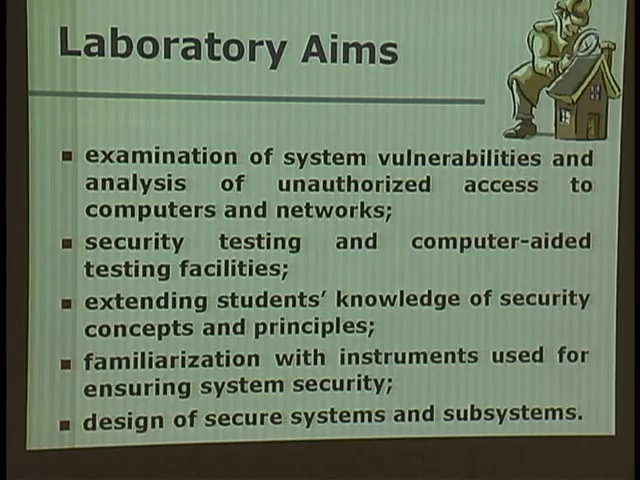 Laboratory Aims
examination of system vulnerabilities and
analysis of unauthorized access to
computers and networks;
security testing and computer-aided
testing facilities;
extending students' knowledge of security
concepts and principles;
familiarization with instruments used for
ensuring system security;
design of secure systems and subsystems.